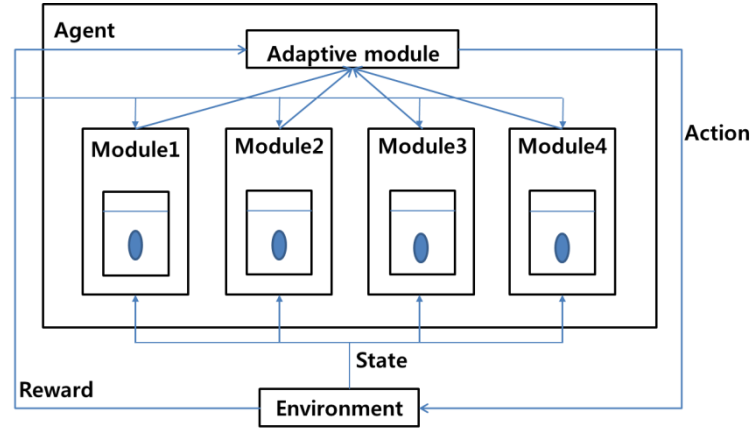 Agent
Adaptive module
Action
Module1
Module2
Module3
Module4
State
Reward
Environment